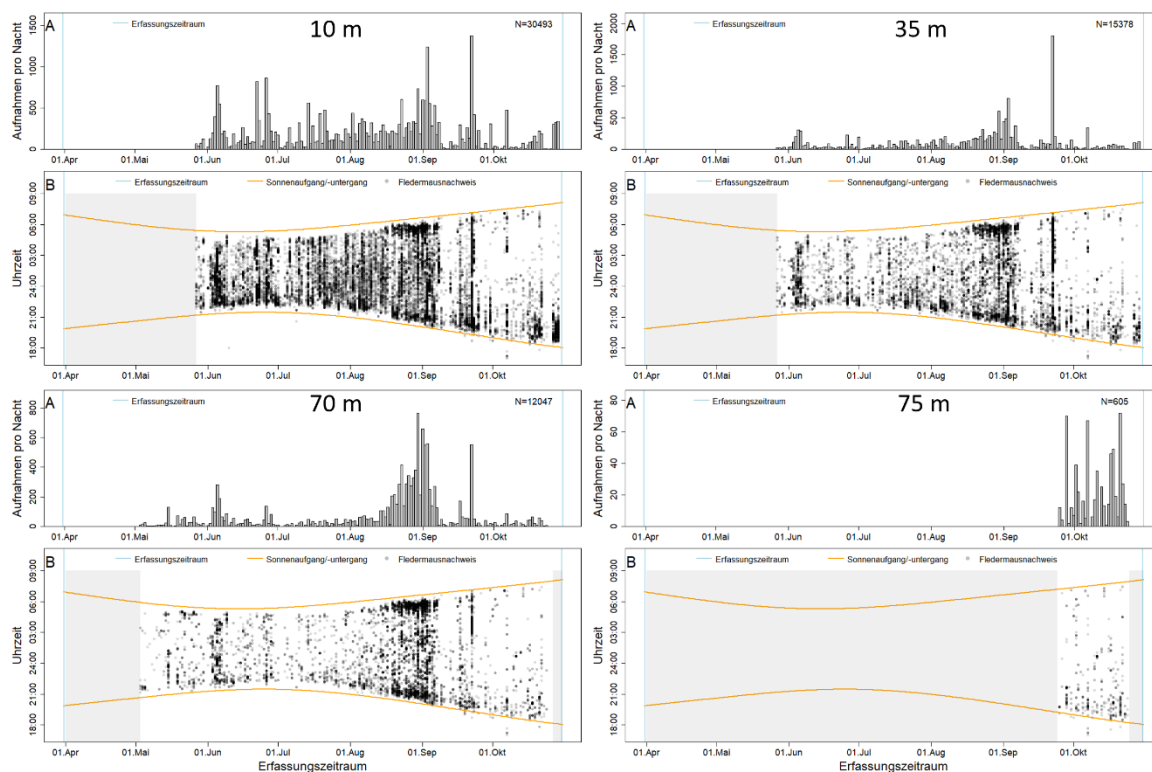 A Erfassungszeitraum 10 m N=30493
Aufnahmen pro Nacht
1500
1000
500
0
01.Apr 01.Mai 01.Jun 01.Jul 01.Aug 01.Sep 01.Okt
B Erfassungszeitraum Sonnenaufgang/-untergang Fledermausnachweis
Uhrzeit
09:00
06:00
03:00
24:00
21:00
18:00
01.Apr 01.Mai 01.Jun 01.Jul 01.Aug 01.Sep 01.Okt
A Erfassungszeitraum 35 m N=15378
Aufnahmen pro Nacht
2000
1500
1000
500
0
01.Apr 01.Mai 01.Jun 01.Jul 01.Aug 01.Sep 01.Okt
B Erfassungszeitraum Sonnenaufgang/-untergang Fledermausnachweis
Uhrzeit
09:00
06:00
03:00
24:00
21:00
18:00
01.Apr 01.Mai 01.Jun 01.Jul 01.Aug 01.Sep 01.Okt
A Erfassungszeitraum 70 m N=12047
Aufnahmen pro Nacht
800
600
400
200
0
01.Apr 01.Mai 01.Jun 01.Jul 01.Aug 01.Sep 01.Okt
B Erfassungszeitraum Sonnenaufgang/-untergang Fledermausnachweis
Uhrzeit
09:00
06:00
03:00
24:00
21:00
18:00
01.Apr 01.Mai 01.Jun 01.Jul 01.Aug 01.Sep 01.Okt
Erfassungszeitraum
A Erfassungszeitraum 75 m N=605
Aufnahmen pro Nacht
80
60
40
20
0
01.Apr 01.Mai 01.Jun 01.Jul 01.Aug 01.Sep 01.Okt
B Erfassungszeitraum Sonnenaufgang/-untergang Fledermausnachweis
Uhrzeit
09:00
06:00
03:00
24:00
21:00
18:00
01.Apr 01.Mai 01.Jun 01.Jul 01.Aug 01.Sep 01.Okt
Erfassungszeitraum